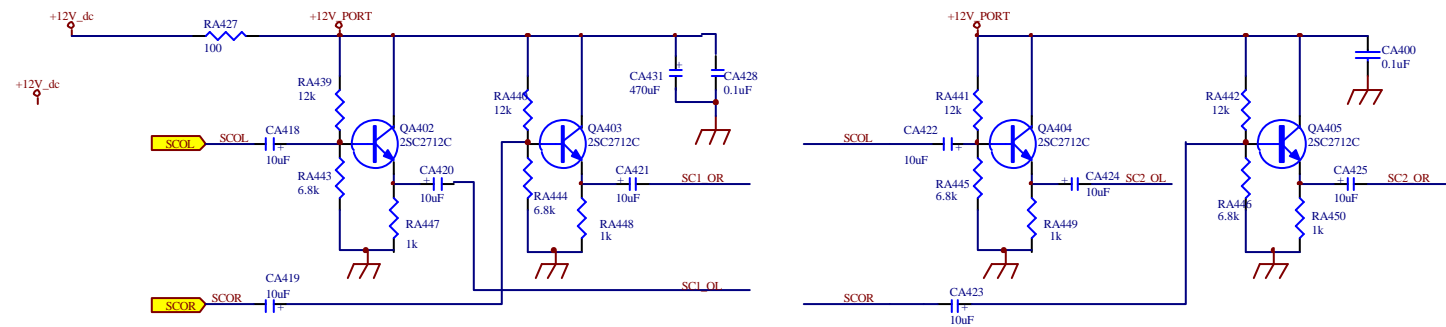 +12V_dc
RA427
100
+12V_PORT
+12V_dc
RA439
12k
RA440
12k
CA431
470uF
+
CA428
0.1uF
SCOL
SCOL
CA418
10uF
+
QA402
2SC2712C
QA403
2SC2712C
RA443
6.8k
CA420
+
10uF
RA444
6.8k
CA421
+
10uF
SC1_OR
RA447
1k
RA448
1k
SCOR
SCOR
CA419
10uF
+
SC1_OL
+12V_PORT
CA400
0.1uF
RA441
12k
RA442
12k
CA422
10uF
+
QA404
2SC2712C
QA405
2SC2712C
RA445
6.8k
CA424
+
10uF
SC2_OL
RA446
6.8k
CA425
+
10uF
SC2_OR
RA449
1k
RA450
1k
SCOR
CA423
+
10uF
SCOL